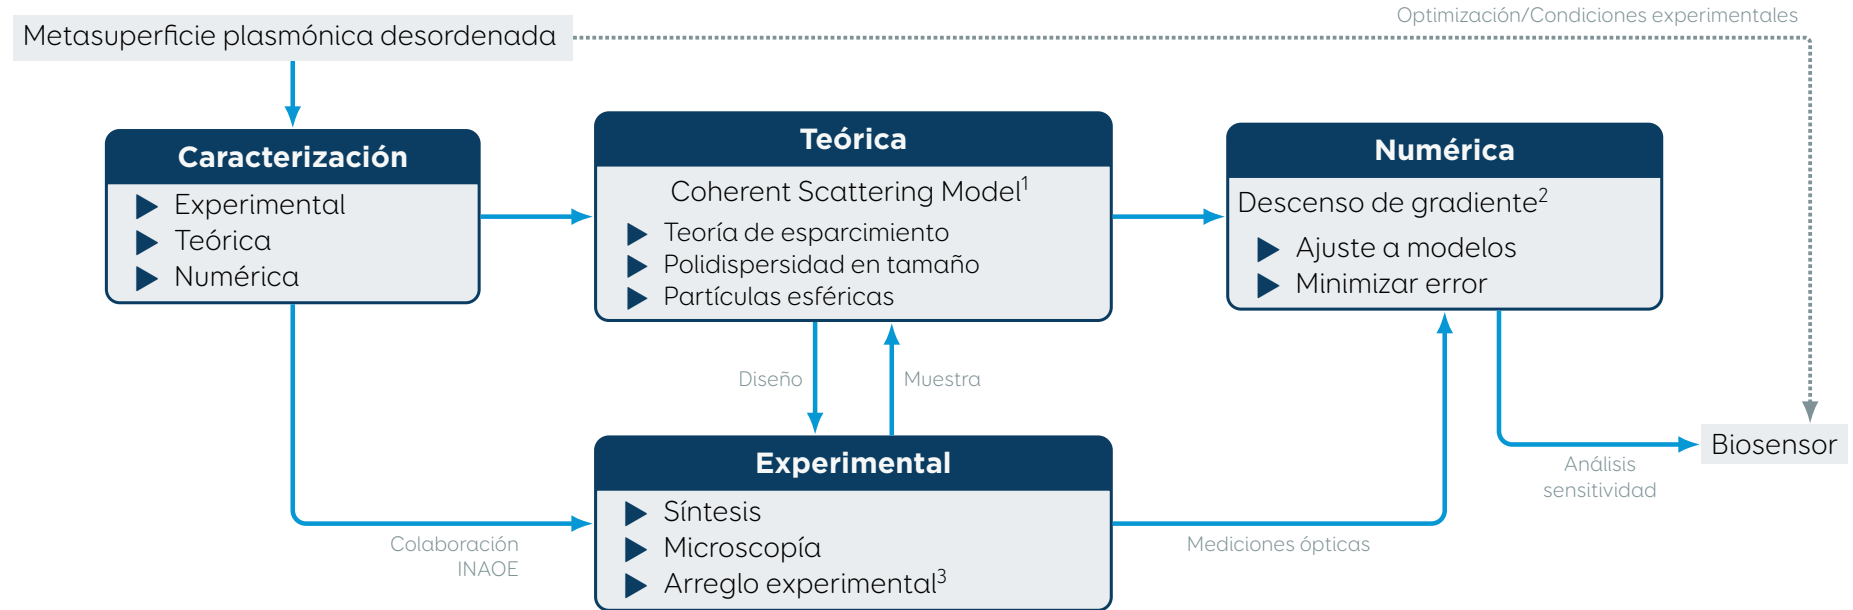 Optimización/Condiciones experimentales
Metasuperficie plasmónica desordenada
Caracterización
Experimental
Teórica
Numérica
Teórica
Coherent Scattering Model¹
Teoría de esparcimiento
Polidispersidad en tamaño
Partículas esféricas
Numérica
Descenso de gradiente²
Ajuste a modelos
Minimizar error
Diseño
Muestra
Experimental
Síntesis
Microscopía
Arreglo experimental³
Colaboración
INAOE
Mediciones ópticas
Análisis
sensitividad
Biosensor